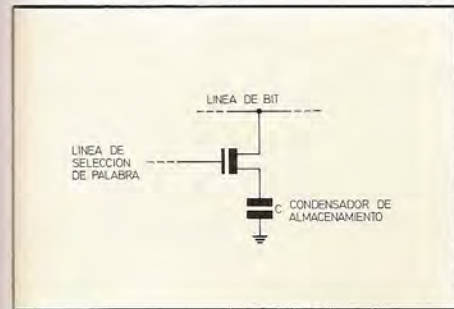 LINEA DE BIT
LINEA DE
SELECCION
DE PALABRA
C CONDENSADOR DE
ALMACENAMIENTO